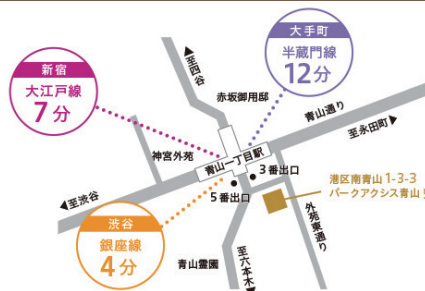 大手町
半蔵門線
12分
新宿
大江戸線
7分
至四谷
赤坂御用邸
青山通り
至永田町
神宮外苑
青山一丁目駅
3番出口
5番出口
至渋谷
港区南青山1-3-3
パークアクシス青山
外苑東通り
渋谷
銀座線
4分
青山霊園
至六本木